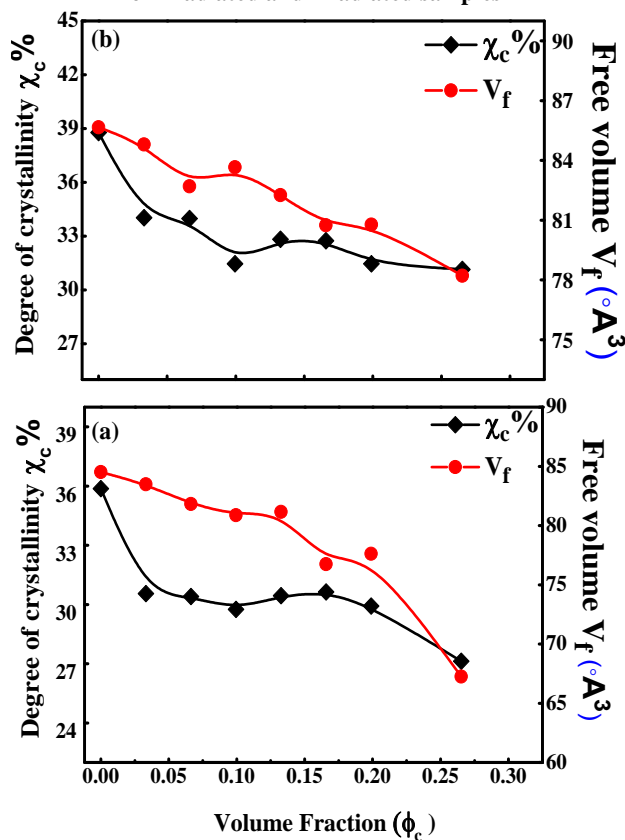 (b)
χc%
Vf
45
42
39
36
33
30
27
90
87
84
81
78
75
Degree of crystallinity χc%
Free volume Vf (°A³)
(a)
χc%
Vf
39
36
33
30
27
24
90
85
80
75
70
65
60
Degree of crystallinity χc%
Free volume Vf (°A³)
0.00 0.05 0.10 0.15 0.20 0.25 0.30
Volume Fraction (ϕc)